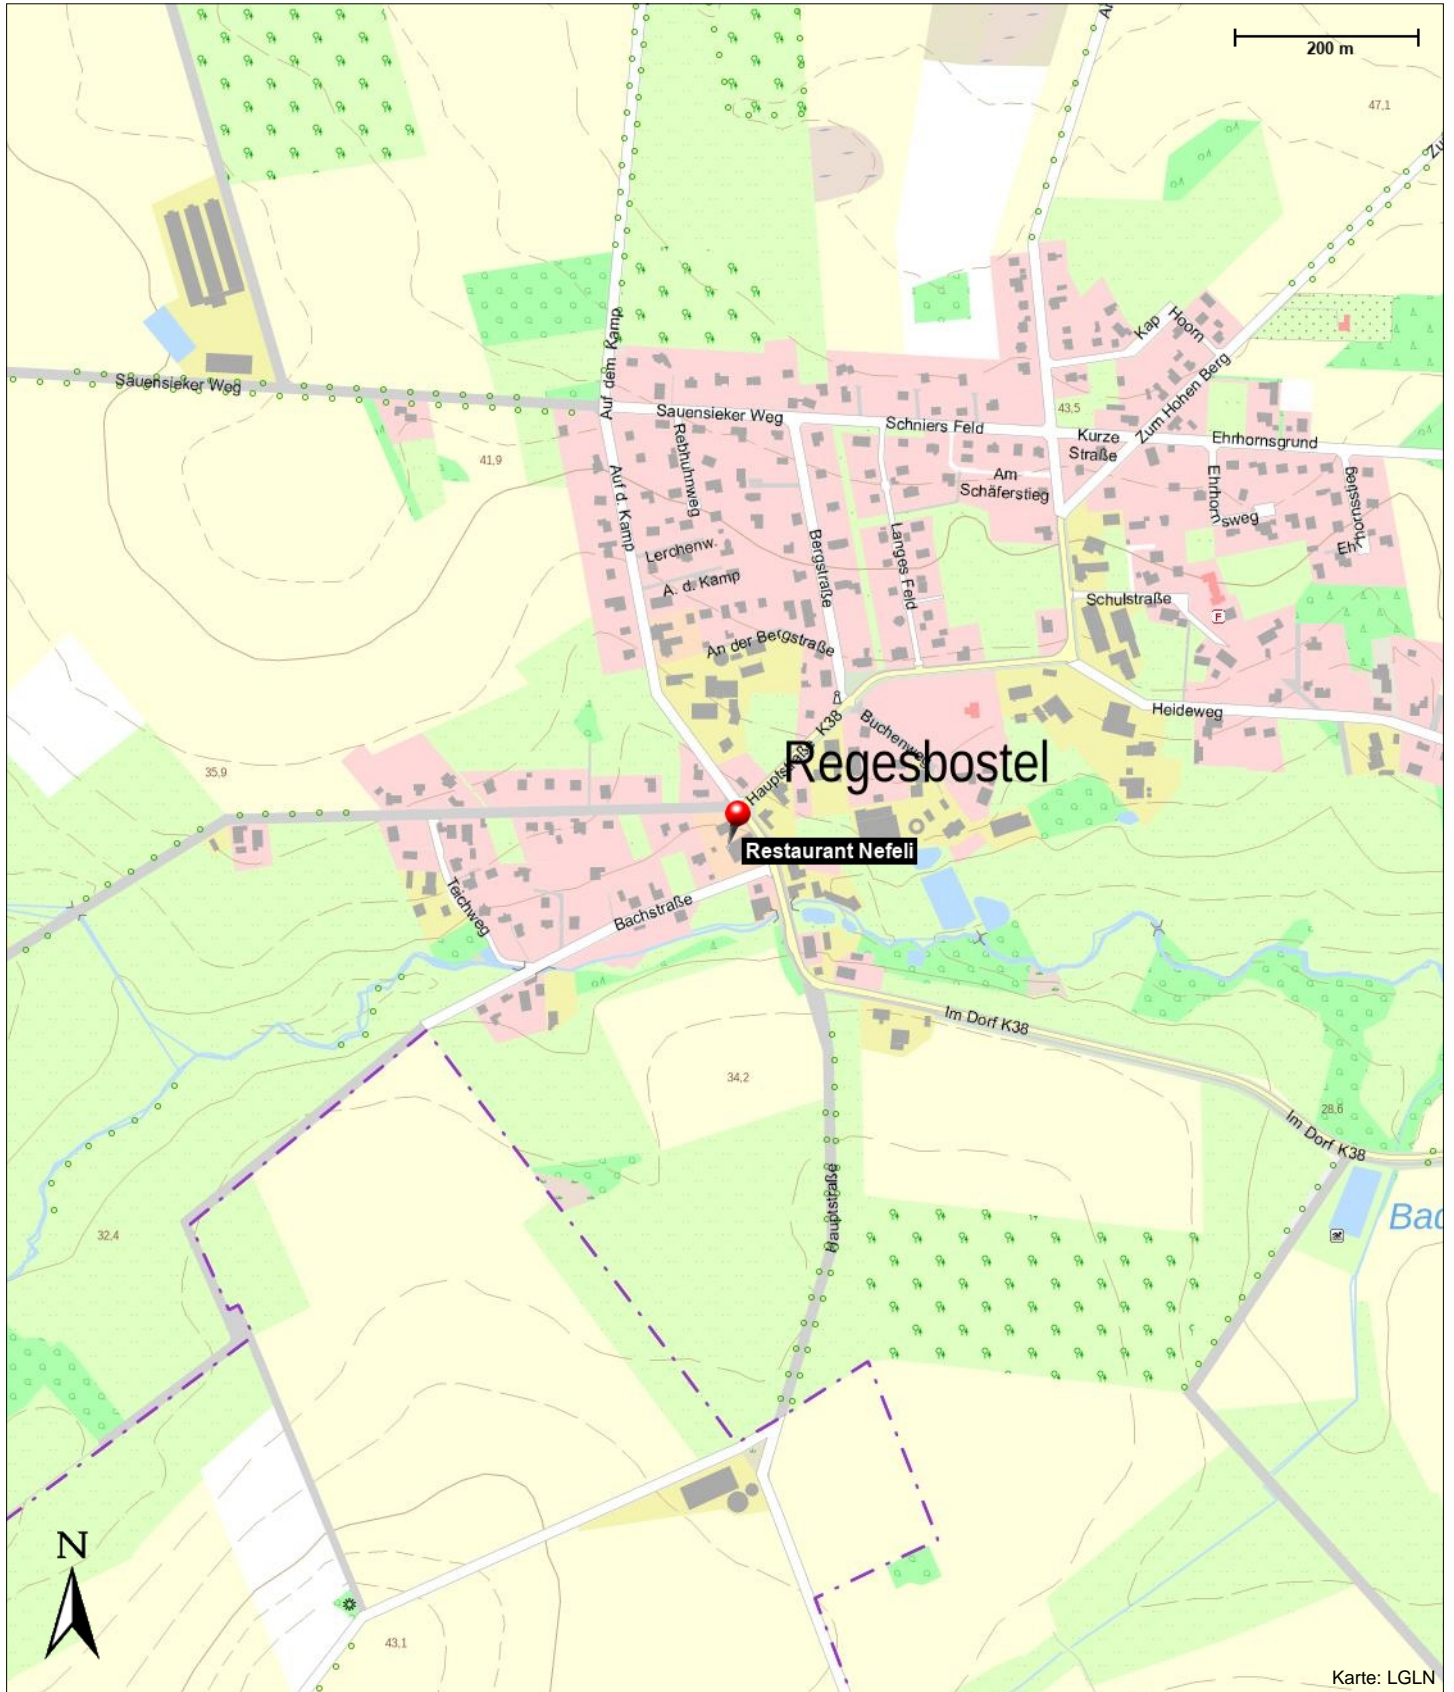 200 m
47,1
Auf dem Kamp
Kap
Hoorn
Zum Hohen Berg
Sauensieker Weg
Sauensieker Weg
43,5
Schniers Feld
Kurze
Straße
Ehrhornsgrund
41,9
Rebhuhnweg
Auf d. Kamp
Am
Schäferstieg
Ehrhornsweg
Lerchenw.
Bergstraße
Langes Feld
A. d. Kamp
Schulstraße
F
An der Bergstraße
Heideweg
Hauptstraße K38
Regesbostel
35,9
Restaurant Nefeli
Teichweg
Bachstraße
Im Dorf K38
34,2
28,6
Im Dorf K38
Hauptstraße
32,4
N
43,1
Karte: LGLN